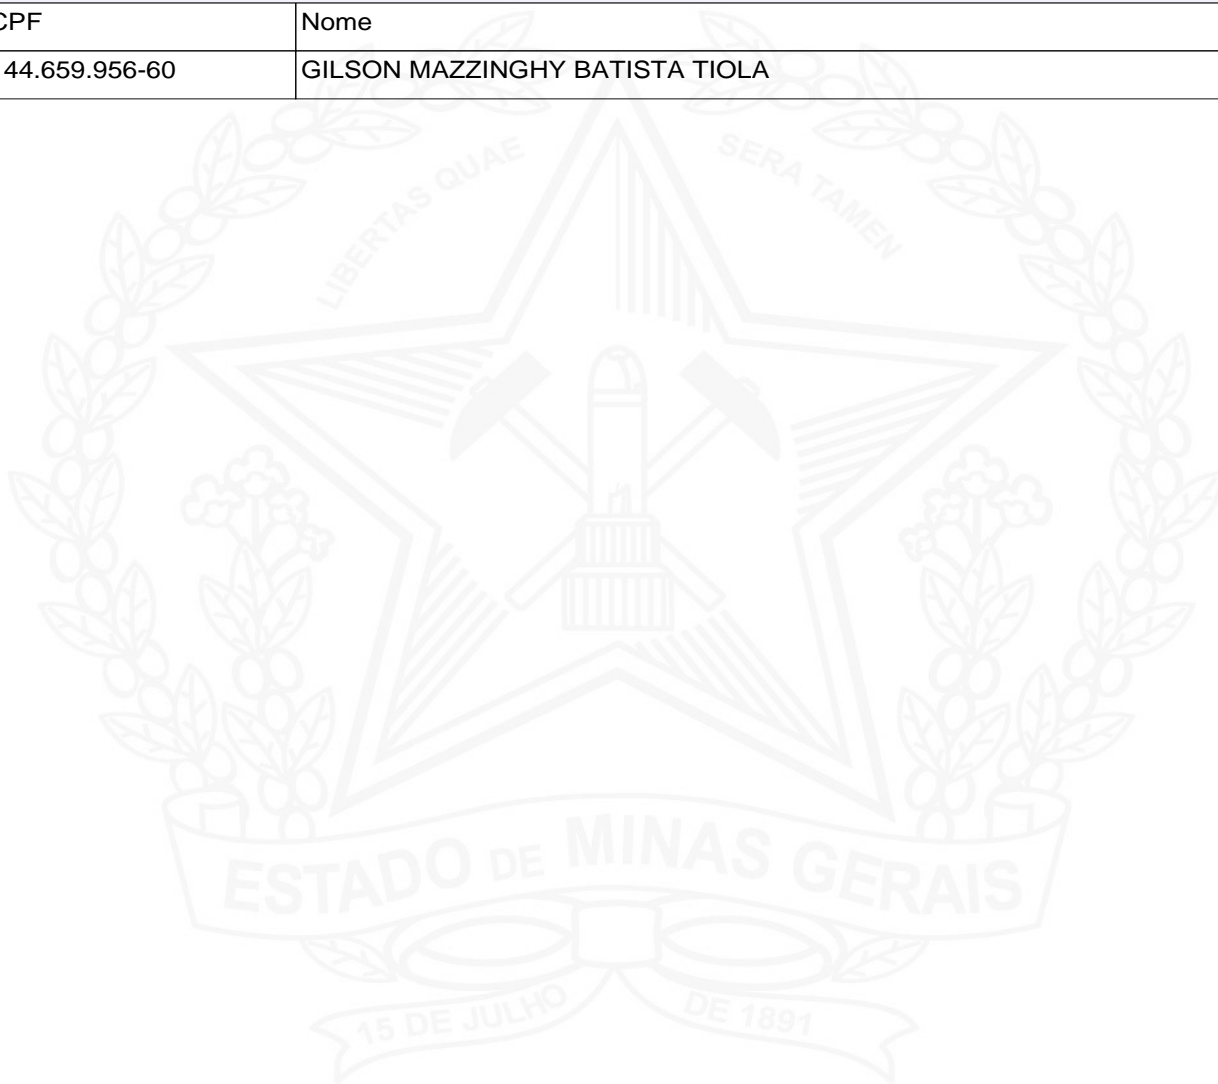 CPF Nome
44.659.956-60 GILSON MAZZINGHY BATISTA TIOLA
LIBERTAS QUAE SERA TAMEN
ESTADO DE MINAS GERAIS
15 DE JULHO DE 1891